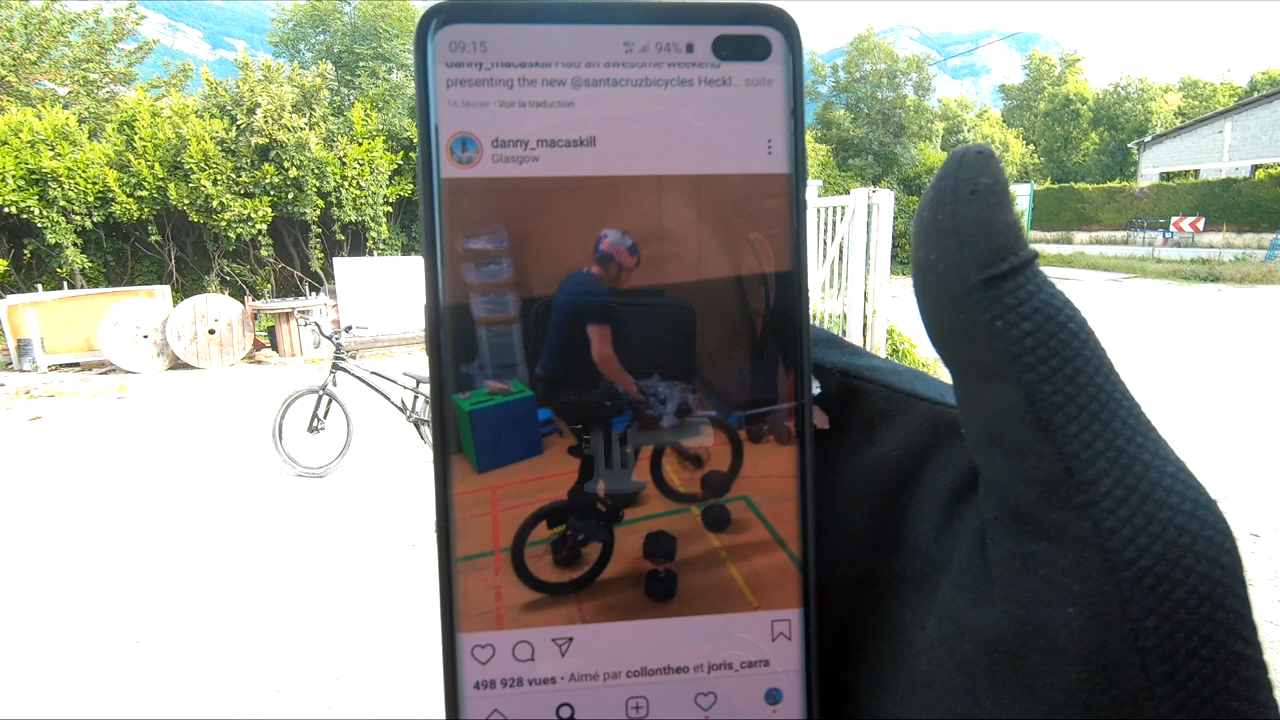 09:15 94%
danny_macaskill Had an awesome weekend
presenting the new @santacruzbicycles Heckl... suite
16 février • Voir la traduction
danny_macaskill
Glasgow
498 928 vues • Aimé par collontheo et joris_carra